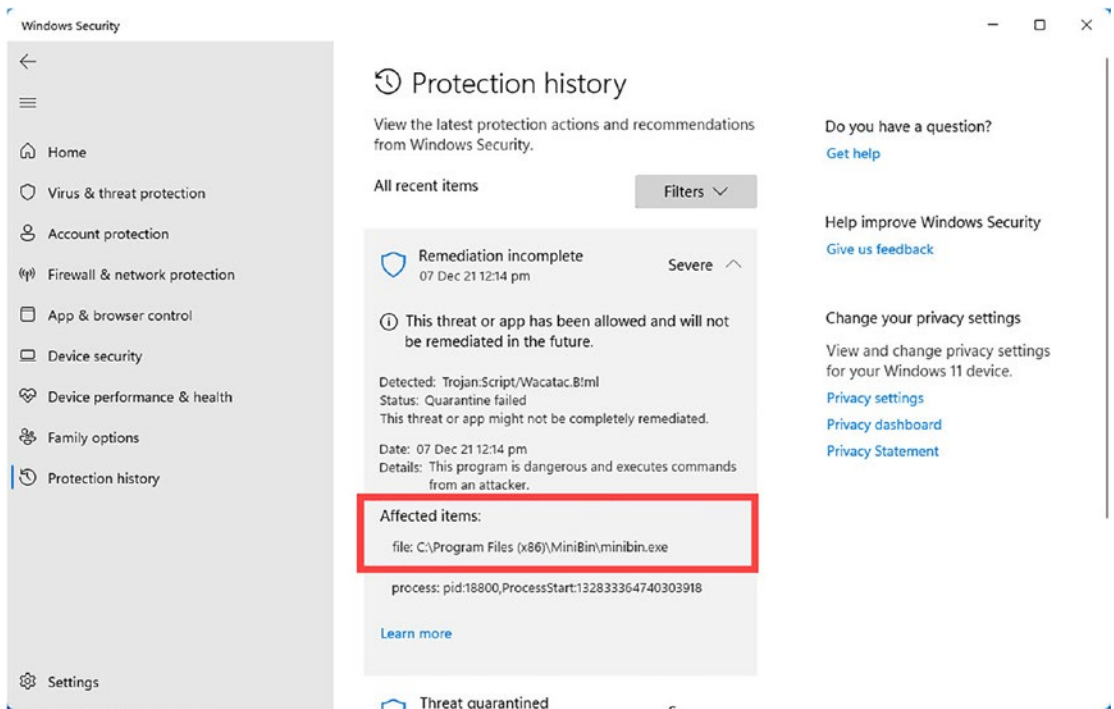 Windows Security
Home
Virus & threat protection
Account protection
Firewall & network protection
App & browser control
Device security
Device performance & health
Family options
Protection history
Settings
Protection history
View the latest protection actions and recommendations
from Windows Security.
All recent items
Filters
Remediation incomplete
07 Dec 21 12:14 pm
Severe
This threat or app has been allowed and will not
be remediated in the future.
Detected: Trojan:Script/Wacatac.B!ml
Status: Quarantine failed
This threat or app might not be completely remediated.
Date: 07 Dec 21 12:14 pm
Details: This program is dangerous and executes commands
from an attacker.
Affected items:
file: C:\Program Files (x86)\MiniBin\minibin.exe
process: pid:18800,ProcessStart:132833364740303918
Learn more
Threat quarantined
Do you have a question?
Get help
Help improve Windows Security
Give us feedback
Change your privacy settings
View and change privacy settings
for your Windows 11 device.
Privacy settings
Privacy dashboard
Privacy Statement